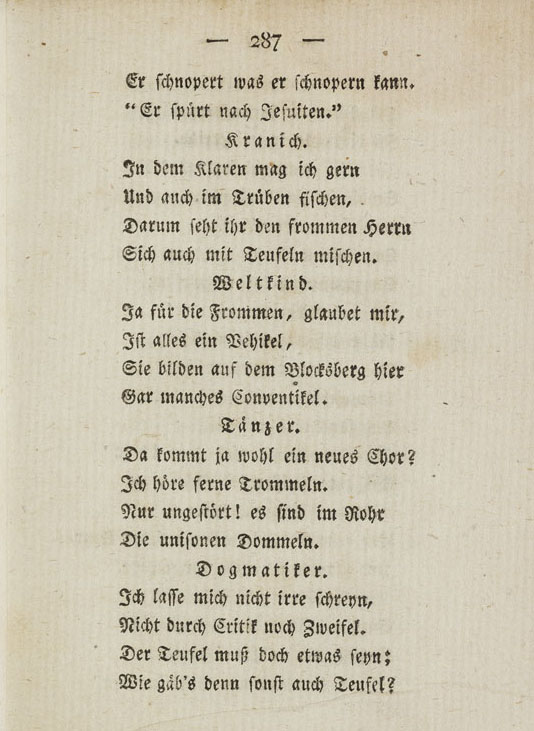 — 287 —
Er schnopert was er schnopern kann.
“Er spürt nach Jesuiten.”
Kranich.
In dem Klaren mag ich gern
Und auch im Trüben fischen,
Darum seht ihr den frommen Herrn
Sich auch mit Teufeln mischen.
Weltkind.
Ja für die Frommen, glaubet mir,
Ist alles ein Vehikel,
Sie bilden auf dem Blocksberg hier
Gar manches Conventikel.
Tänzer.
Da kommt ja wohl ein neues Chor?
Ich höre ferne Trommeln.
Nur ungestört! es sind im Rohr
Die unisonen Dommeln.
Dogmatiker.
Ich lasse mich nicht irre schreyn,
Nicht durch Critik noch Zweifel.
Der Teufel muß doch etwas seyn;
Wie gäb's denn sonst auch Teufel?